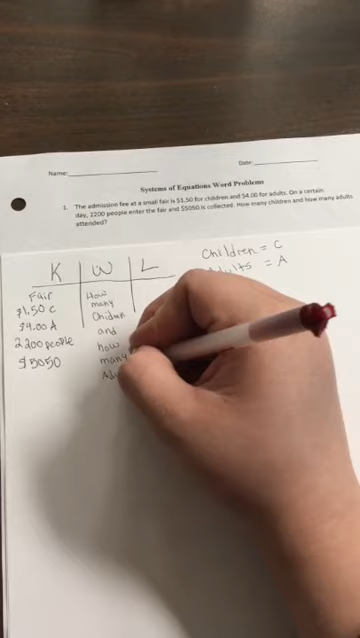 Name:
Date:
Systems of Equations Word Problems
1. The admission fee at a small fair is $1.50 for children and $4.00 for adults. On a certain
day, 2200 people enter the fair and $5050 is collected. How many children and how many adults
attended?
K W L
Children = C
= A
Fair
$1.50 C
$4.00 A
2200 people
$5050
How
many
Children
and
how
many